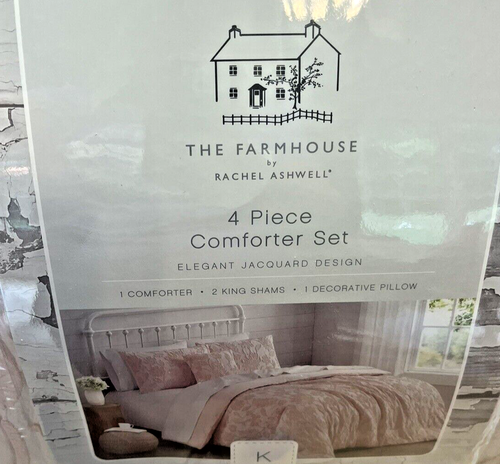 THE FARMHOUSE
by
RACHEL ASHWELL®
4 Piece
Comforter Set
ELEGANT JACQUARD DESIGN
1 COMFORTER • 2 KING SHAMS • 1 DECORATIVE PILLOW
K